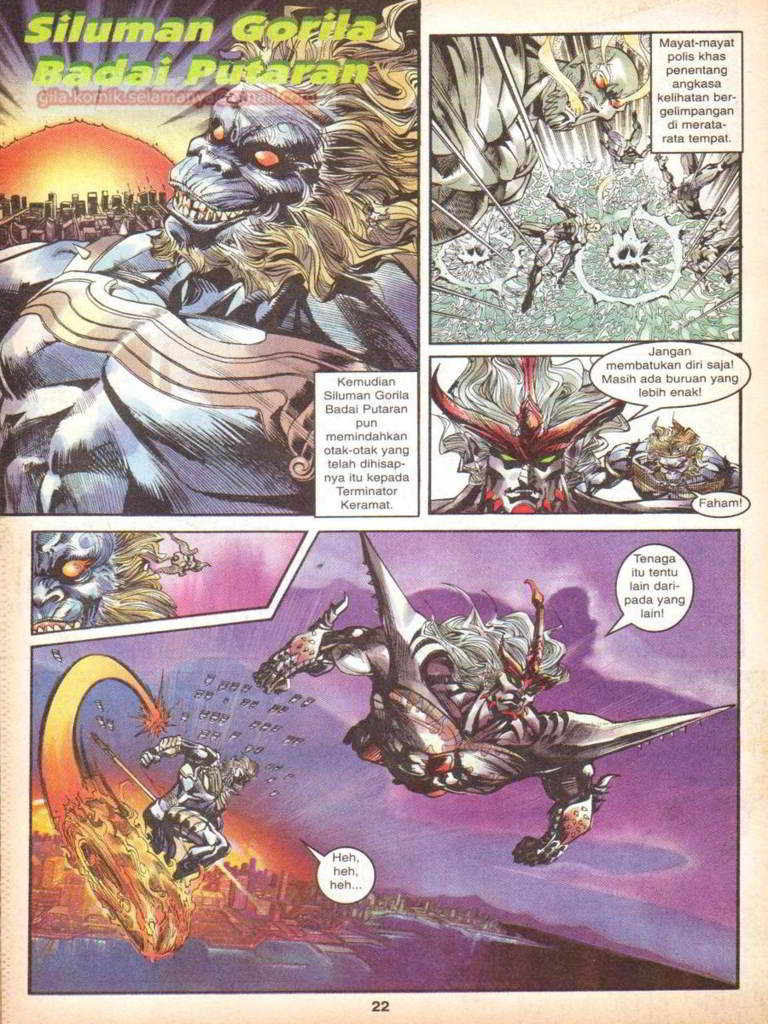 Siluman Gorila
Badai Putaran
Kemudian
Siluman Gorila
Badai Putaran
pun
memindahkan
otak-otak yang
telah dihisap-
nya itu kepada
Terminator
Keramat.
Mayat-mayat
polis khas
penentang
angkasa
kelihatan ber-
gelimpangan
di merata-
rata tempat.
Jangan
membatukan diri saja!
Masih ada buruan yang
lebih enak!
Faham!
Tenaga
itu tentu
lain dari-
pada yang
lain!
Heh,
heh,
heh...
22